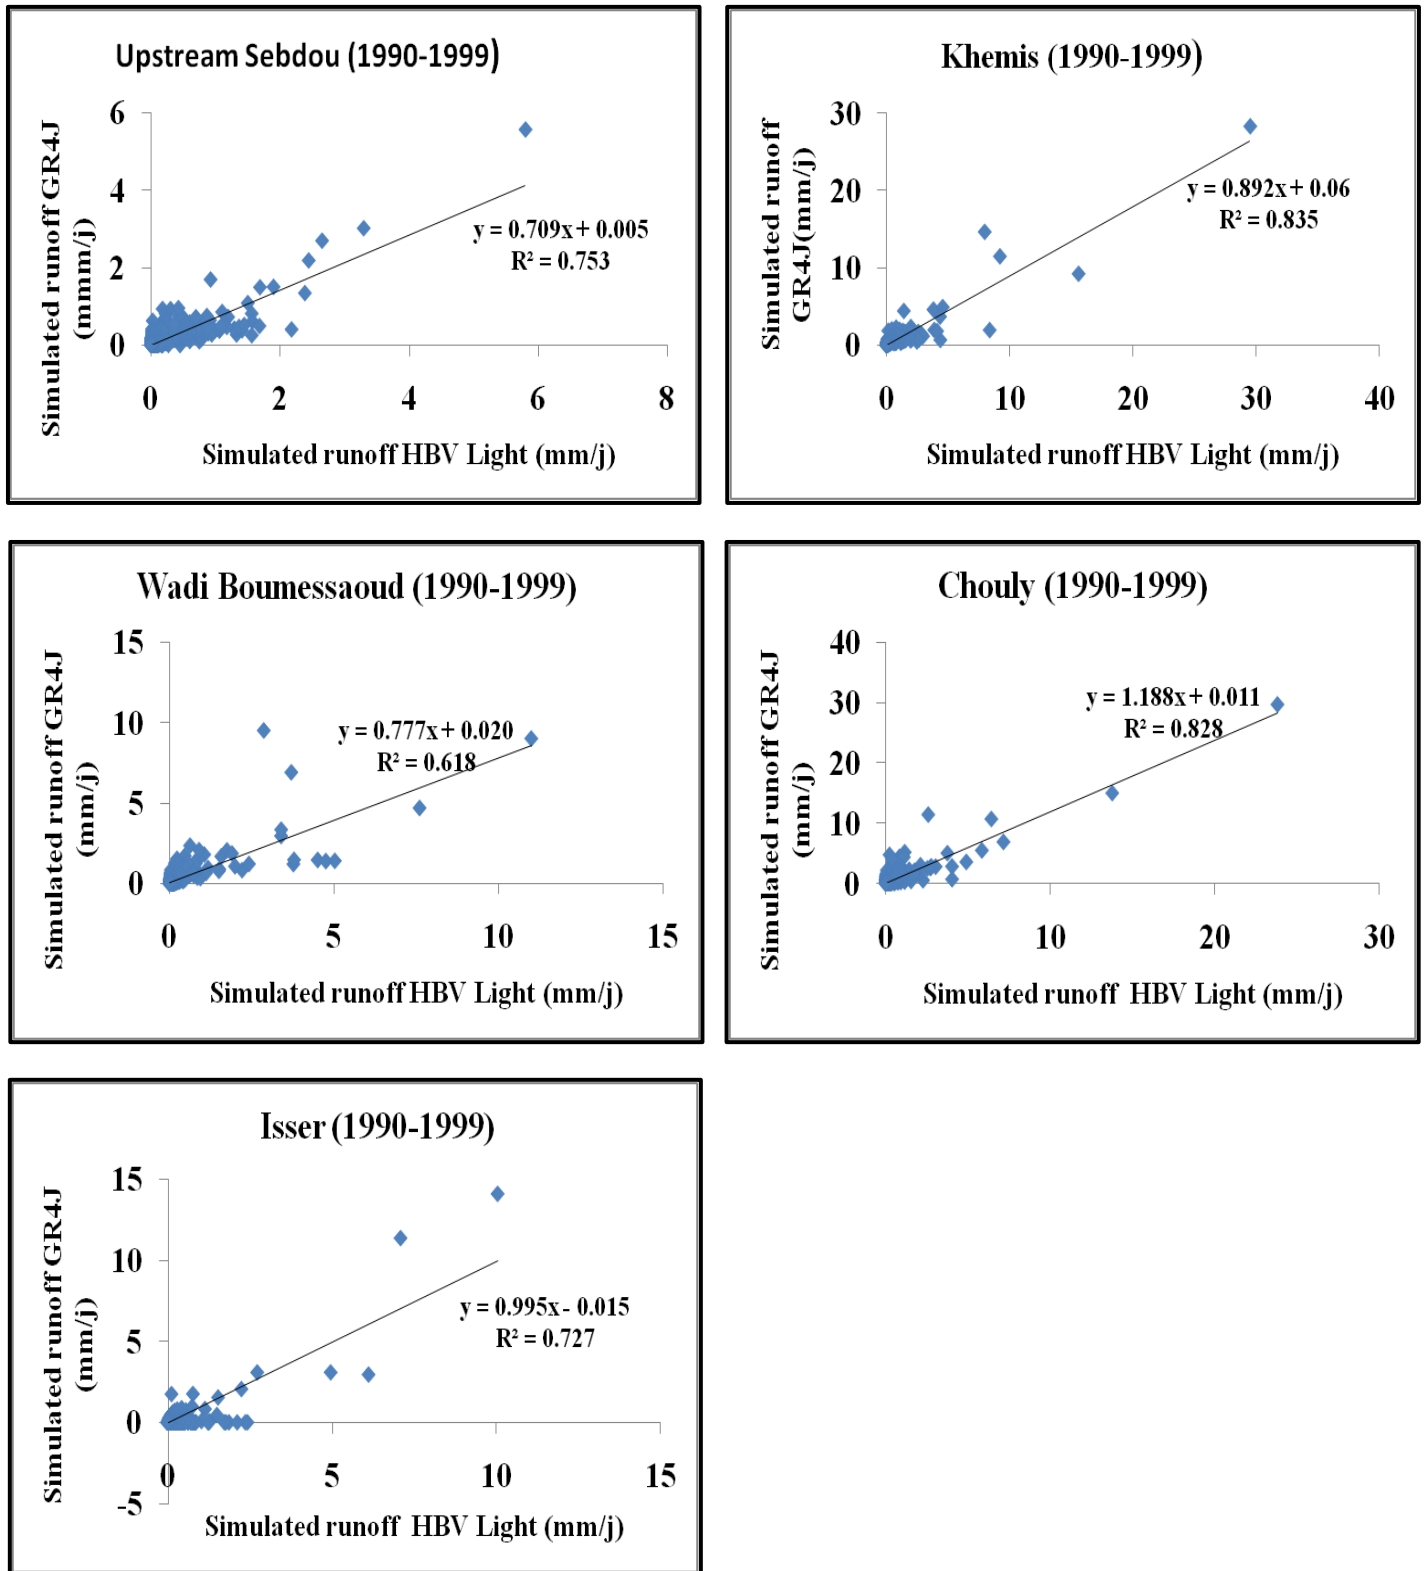 Upstream Sebdou (1990-1999)
Simulated runoff GR4J
(mmm/j)
6
4
2
0
y = 0.709x + 0.005
R² = 0.753
0 2 4 6 8
Simulated runoff HBV Light (mm/j)
Khemis (1990-1999)
Simulated runoff
GR4J(mm/j)
30
20
10
0
y = 0.892x + 0.06
R² = 0.835
0 10 20 30 40
Simulated runoff HBV Light (mm/j)
Wadi Boumessaoud (1990-1999)
Simulated runoff GR4J
(mm/j)
15
10
5
0
y = 0.777x + 0.020
R² = 0.618
0 5 10 15
Simulated runoff HBV Light (mm/j)
Chouly (1990-1999)
Simulated runoff GR4J
(mm/j)
40
30
20
10
0
y = 1.188x + 0.011
R² = 0.828
0 10 20 30
Simulated runoff HBV Light (mm/j)
Isser (1990-1999)
Simulated runoff GR4J
(mm/j)
15
10
5
0
-5
y = 0.995x - 0.015
R² = 0.727
0 5 10 15
Simulated runoff HBV Light (mm/j)